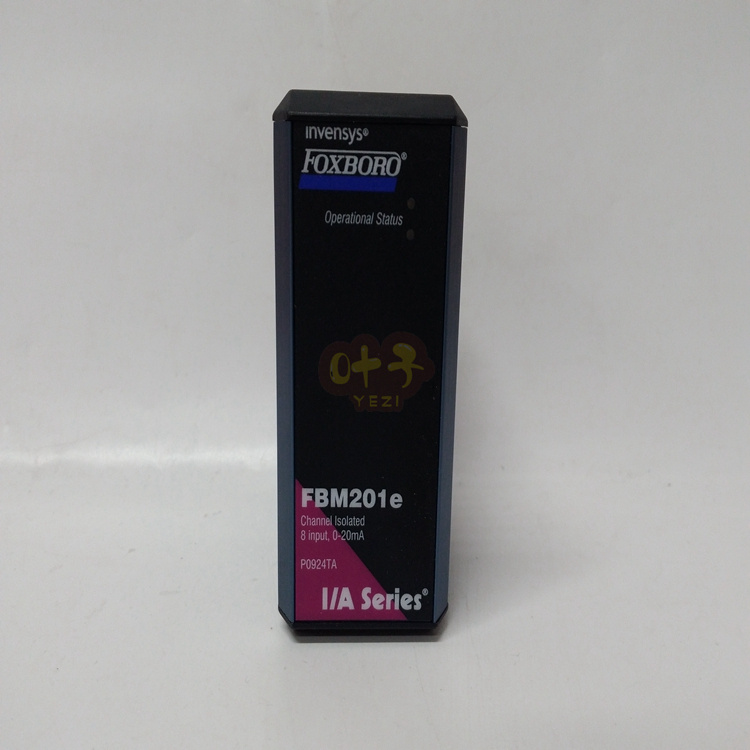 invensys®
FOXBORO®
Operational Status
叶子
YEZI
FBM201e
Channel Isolated
8 input, 0-20mA
P0924TA
I/A Series®